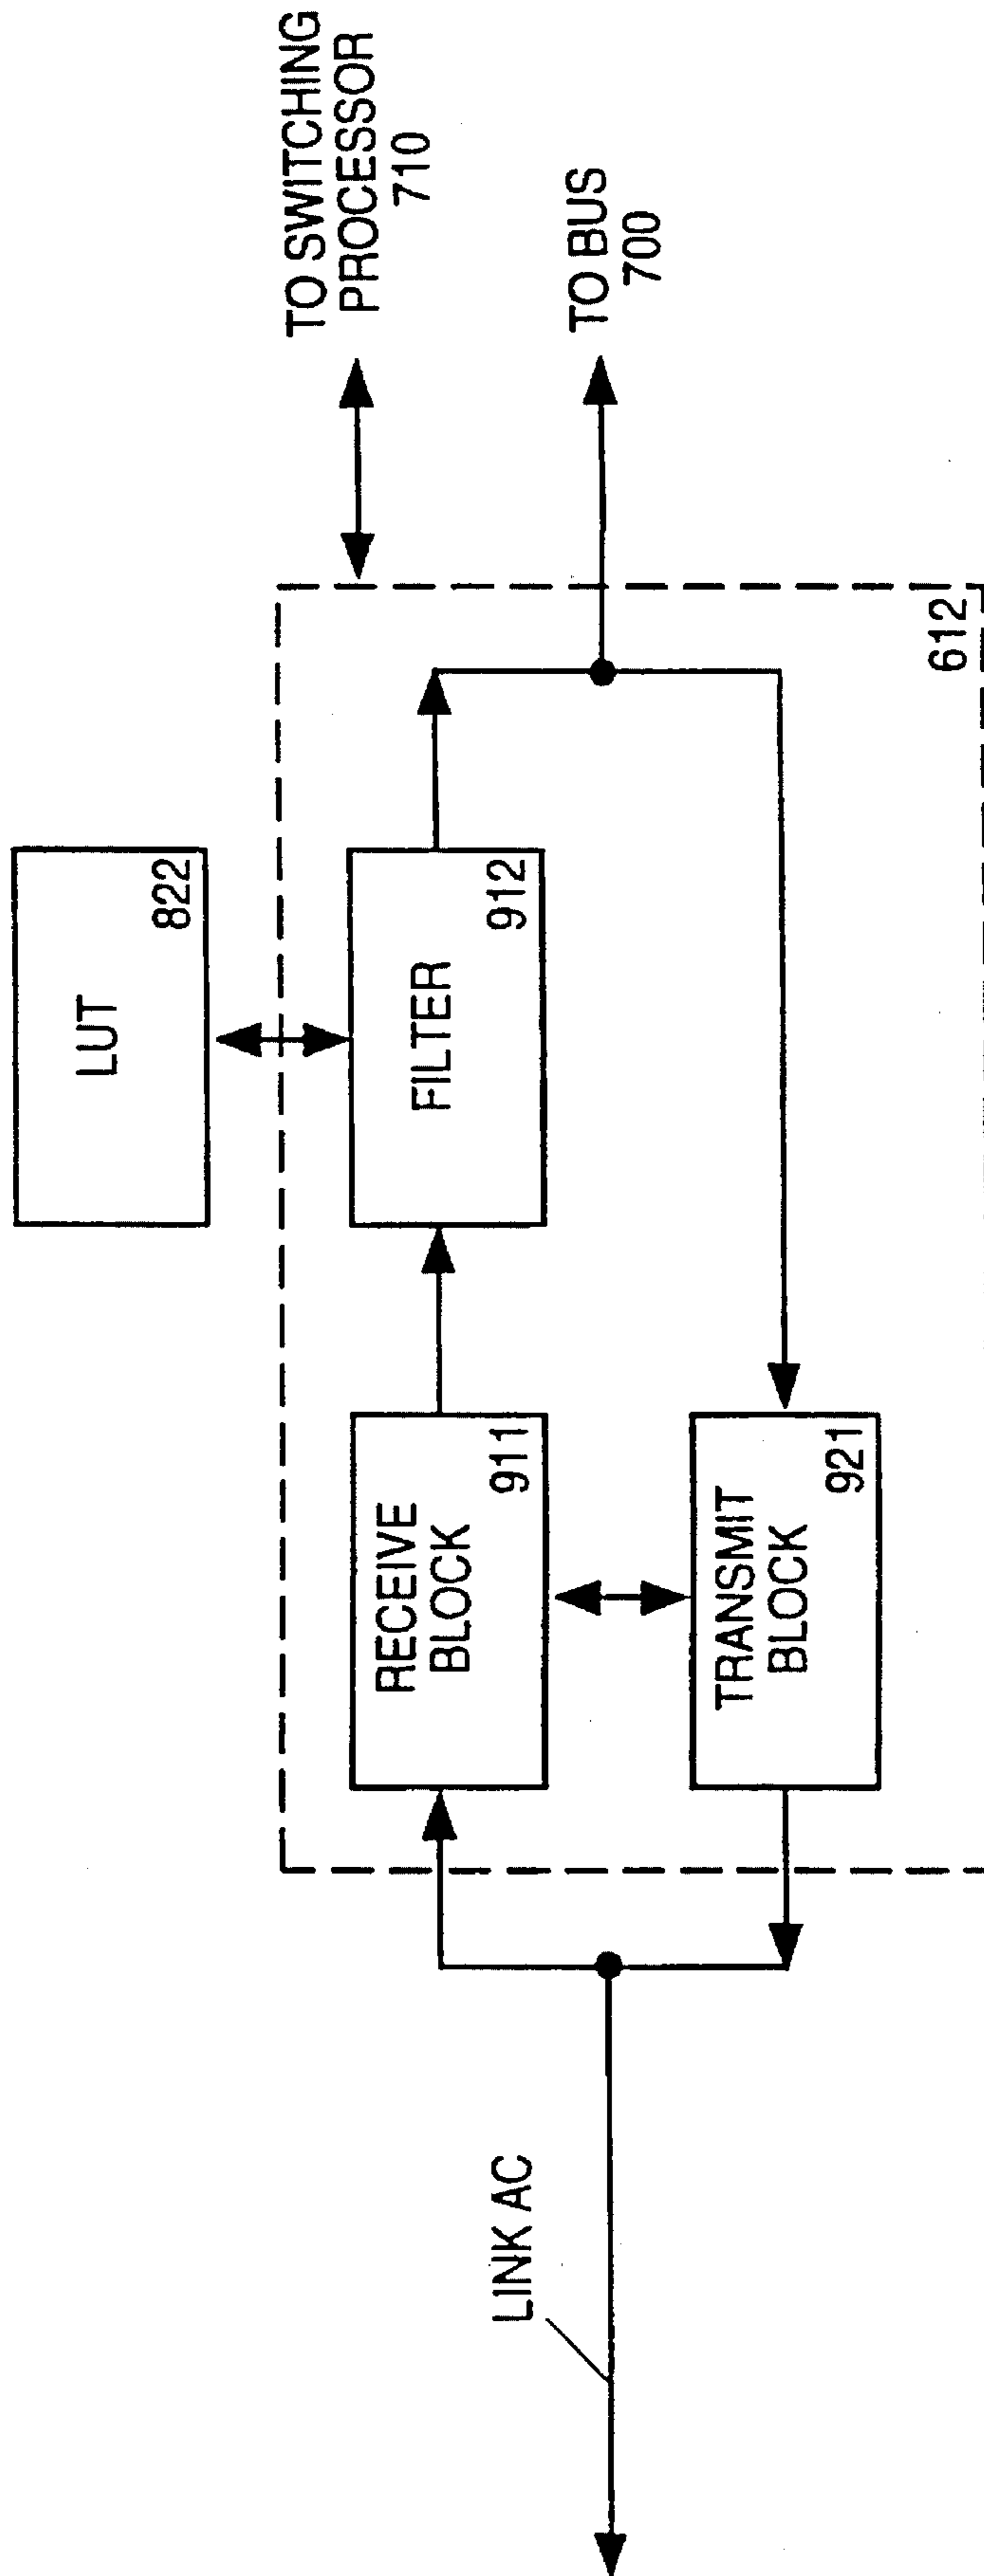 LUT
822
TO SWITCHING
PROCESSOR
710
RECEIVE
BLOCK
911
FILTER
912
TO BUS
700
LINK AC
TRANSMIT
BLOCK
921
612